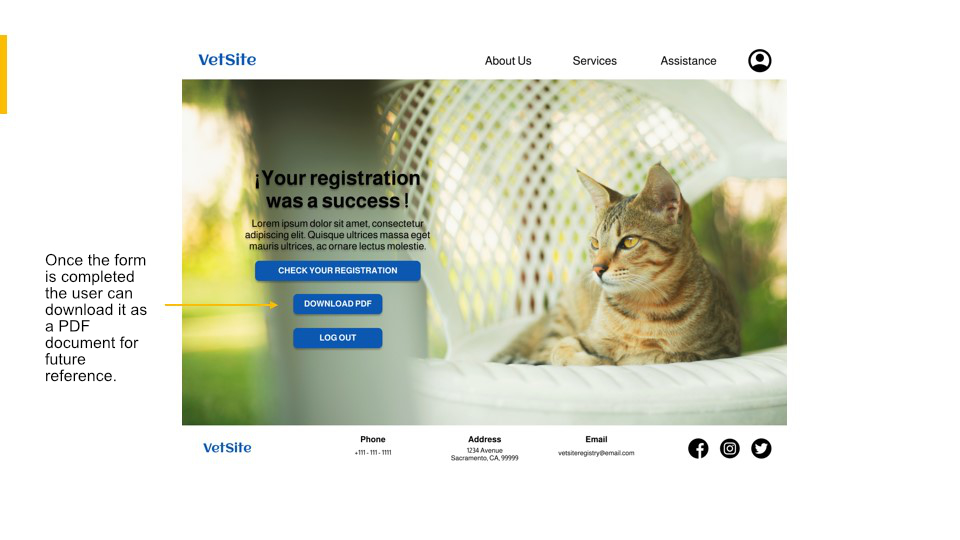 VetSite
About Us Services Assistance
¡Your registration
was a success !
Lorem ipsum dolor sit amet, consectetur
adipiscing elit. Quisque ultrices massa eget
mauris ultrices, ac ornare lectus molestie.
CHECK YOUR REGISTRATION
DOWNLOAD PDF
LOG OUT
Once the form
is completed
the user can
download it as
a PDF
document for
future
reference.
VetSite
Phone
+111 - 111 - 1111
Address
1234 Avenue
Sacramento, CA, 99999
Email
vetsiteregistry@email.com